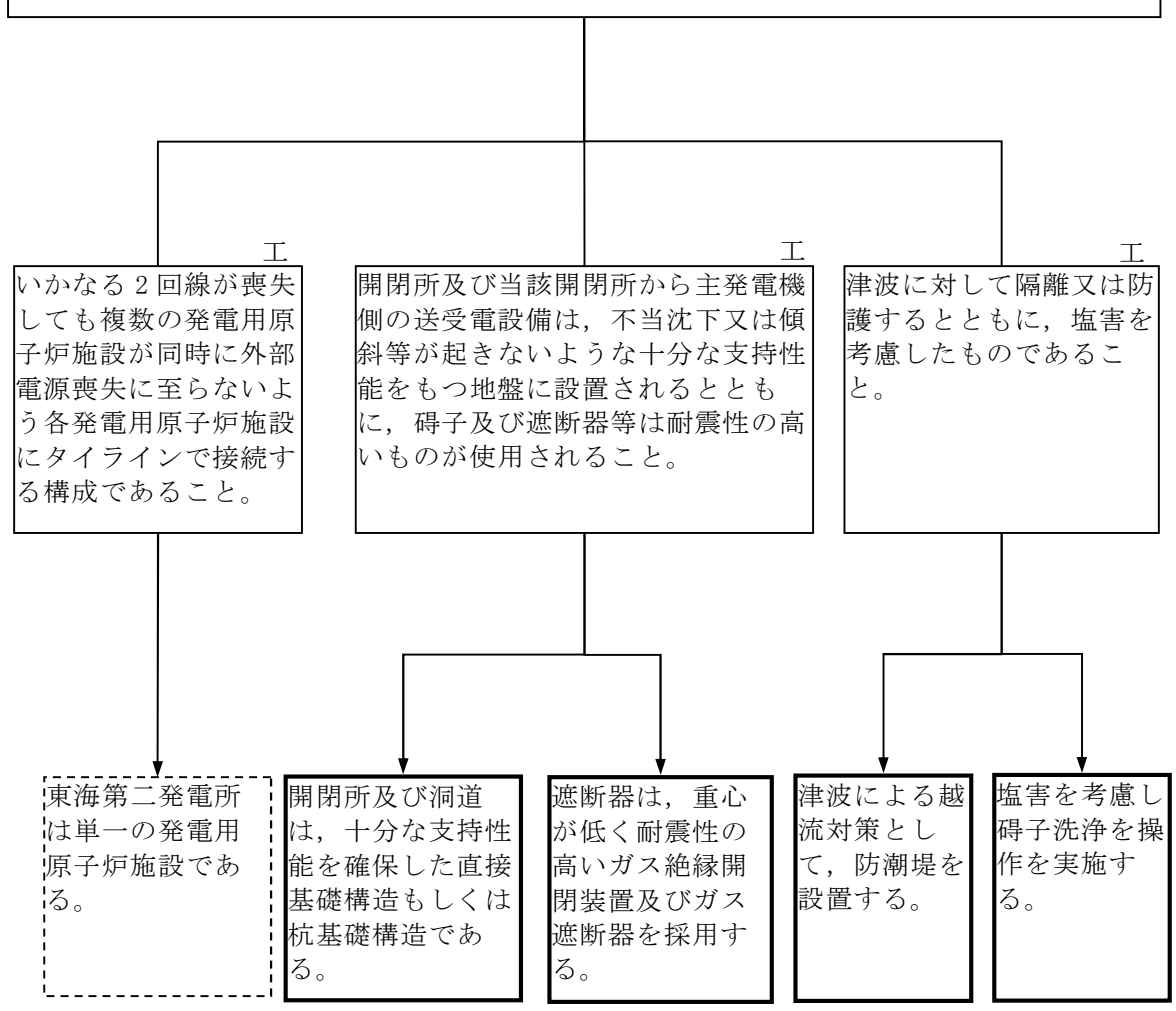 工
いかなる２回線が喪失
しても複数の発電用原
子炉施設が同時に外部
電源喪失に至らないよ
う各発電用原子炉施設
にタイラインで接続す
る構成であること。
工
開閉所及び当該開閉所から主発電機
側の送受電設備は，不当沈下又は傾
斜等が起きないような十分な支持性
能をもつ地盤に設置されるととも
に，碍子及び遮断器等は耐震性の高
いものが使用されること。
工
津波に対して隔離又は防
護するとともに，塩害を
考慮したものであるこ
と。
東海第二発電所
は単一の発電用
原子炉施設であ
る。
開閉所及び洞道
は，十分な支持性
能を確保した直接
基礎構造もしくは
杭基礎構造であ
る。
遮断器は，重心
が低く耐震性の
高いガス絶縁開
閉装置及びガス
遮断器を採用す
る。
津波による越
流対策とし
て，防潮堤を
設置する。
塩害を考慮し
碍子洗浄を操
作を実施す
る。